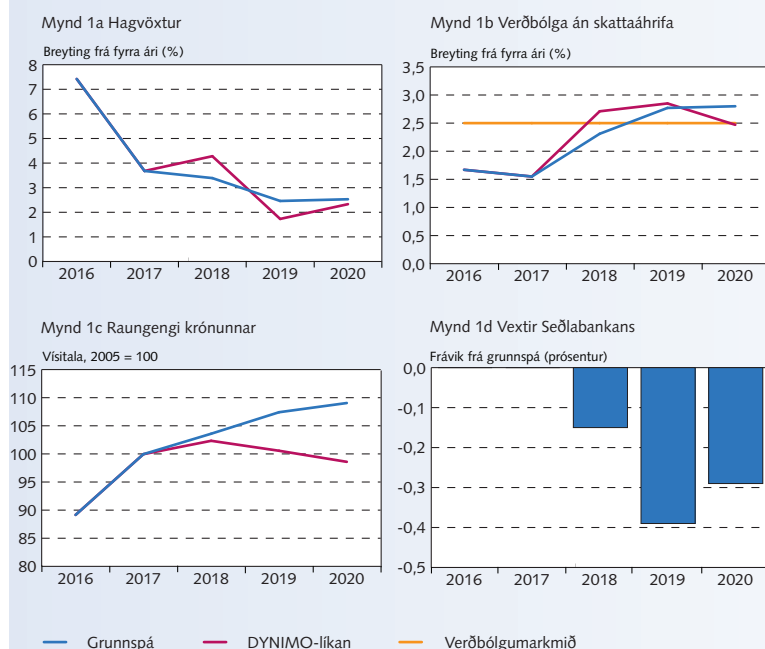 Mynd 1a Hagvöxtur
Breyting frá fyrra ári (%)
8
7
6
5
4
3
2
1
0
2016 2017 2018 2019 2020
Mynd 1b Verðbólga án skattaáhrifa
Breyting frá fyrra ári (%)
3,5
3,0
2,5
2,0
1,5
1,0
0,5
0,0
2016 2017 2018 2019 2020
Mynd 1c Raungengi krónunnar
Vísitala, 2005 = 100
115
110
105
100
95
90
85
80
2016 2017 2018 2019 2020
Mynd 1d Vextir Seðlabankans
Frávik frá grunnspá (prósentur)
0,0
-0,1
-0,2
-0,3
-0,4
-0,5
2016 2017 2018 2019 2020
Grunnspá DYNIMO-líkan Verðbólgumarkmið